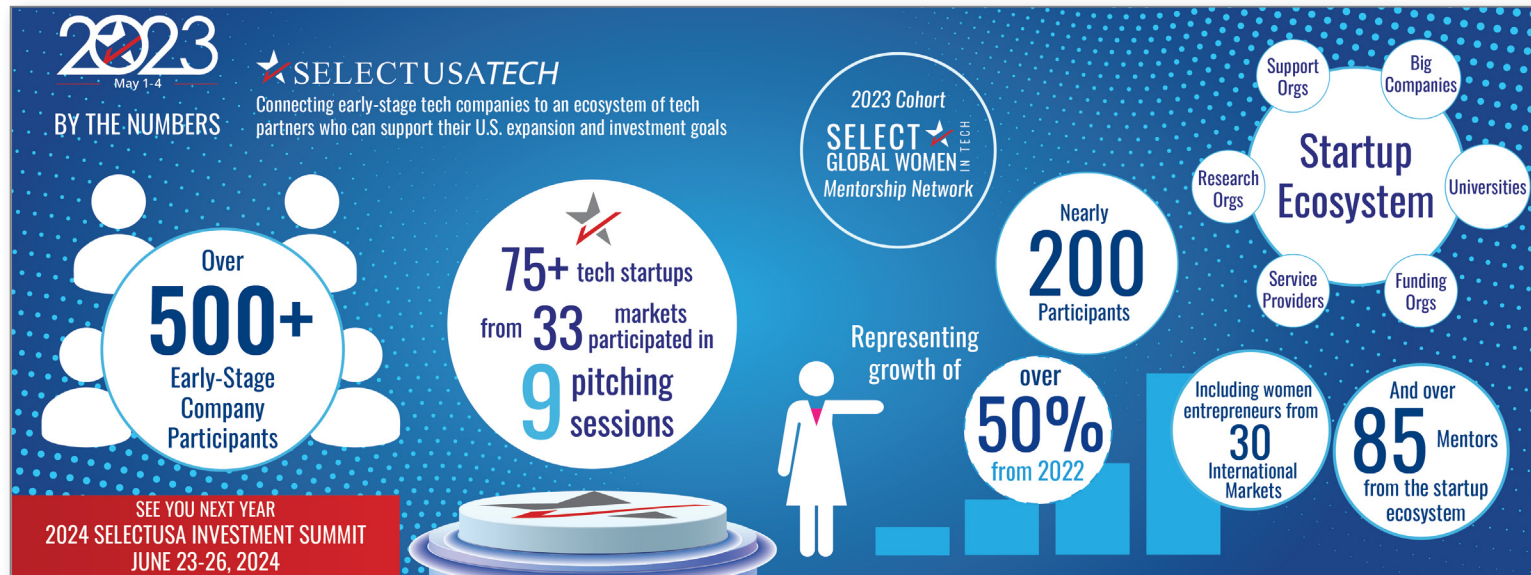 2023
May 1-4
BY THE NUMBERS
SELECTUSATECH
Connecting early-stage tech companies to an ecosystem of tech
partners who can support their U.S. expansion and investment goals
Over
500+
Early-Stage
Company
Participants
75+ tech startups
from 33 markets
participated in
9 pitching
sessions
SEE YOU NEXT YEAR
2024 SELECTUSA INVESTMENT SUMMIT
JUNE 23-26, 2024
2023 Cohort
SELECT
GLOBAL WOMEN
IN TECH
Mentorship Network
Nearly
200
Participants
Representing
growth of
over
50%
from 2022
Including women
entrepreneurs from
30
International
Markets
And over
85 Mentors
from the startup
ecosystem
Startup
Ecosystem
Support
Orgs
Big
Companies
Research
Orgs
Universities
Service
Providers
Funding
Orgs